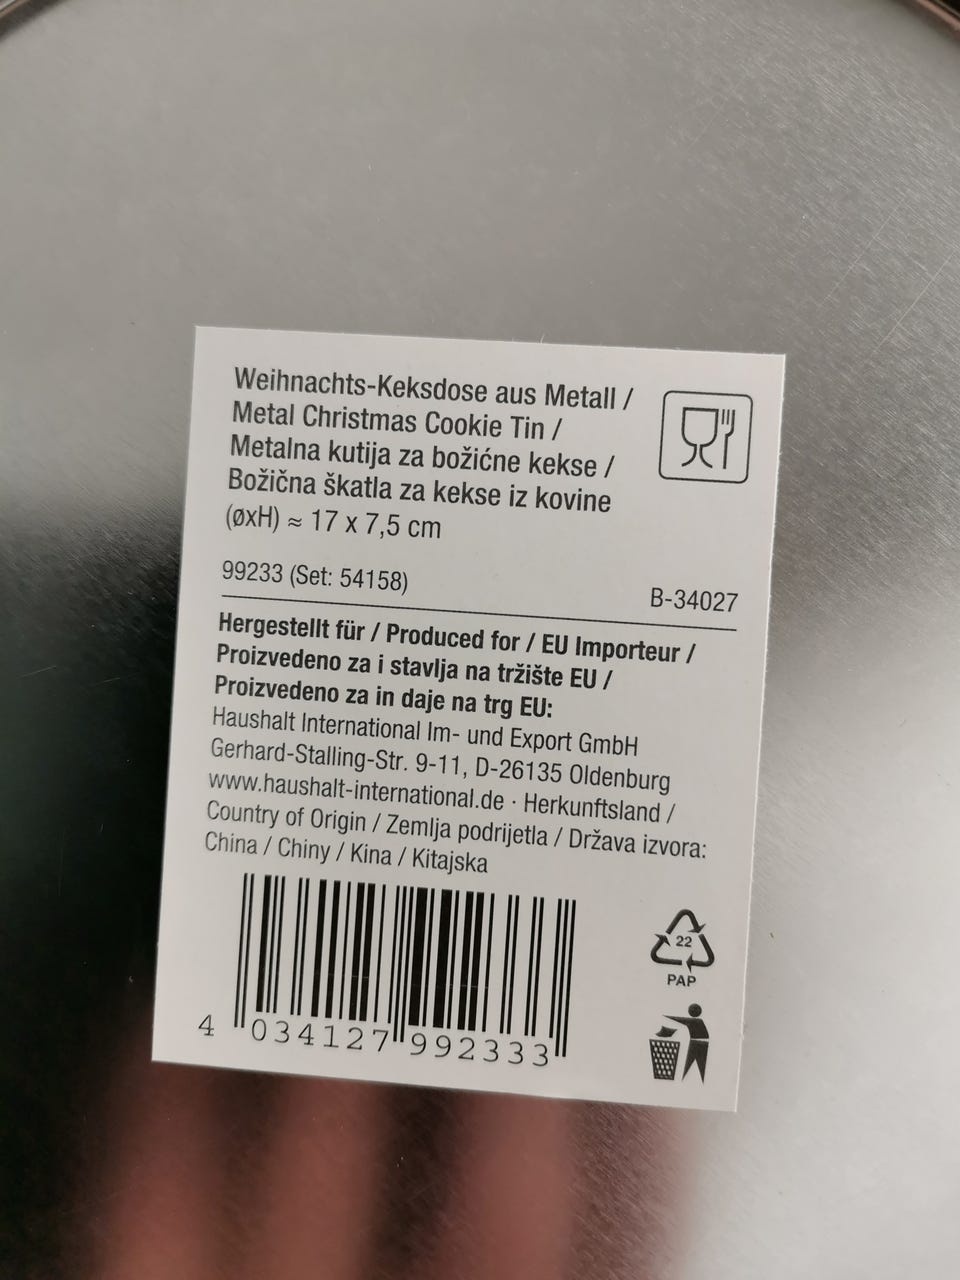 Weihnachts-Keksdose aus Metall /
Metal Christmas Cookie Tin /
Metalna kutija za božićne kekse /
Božična škatla za kekse iz kovine
(øxH) ≈ 17 x 7,5 cm
99233 (Set: 54158)
B-34027
Hergestellt für / Produced for / EU Importeur /
Proizvedeno za i stavlja na tržište EU /
Proizvedeno za in daje na trg EU:
Haushalt International Im- und Export GmbH
Gerhard-Stalling-Str. 9-11, D-26135 Oldenburg
www.haushalt-international.de · Herkunftsland /
Country of Origin / Zemlja podrijetla / Država izvora:
China / Chiny / Kina / Kitajska
4 034127 992333
22
PAP